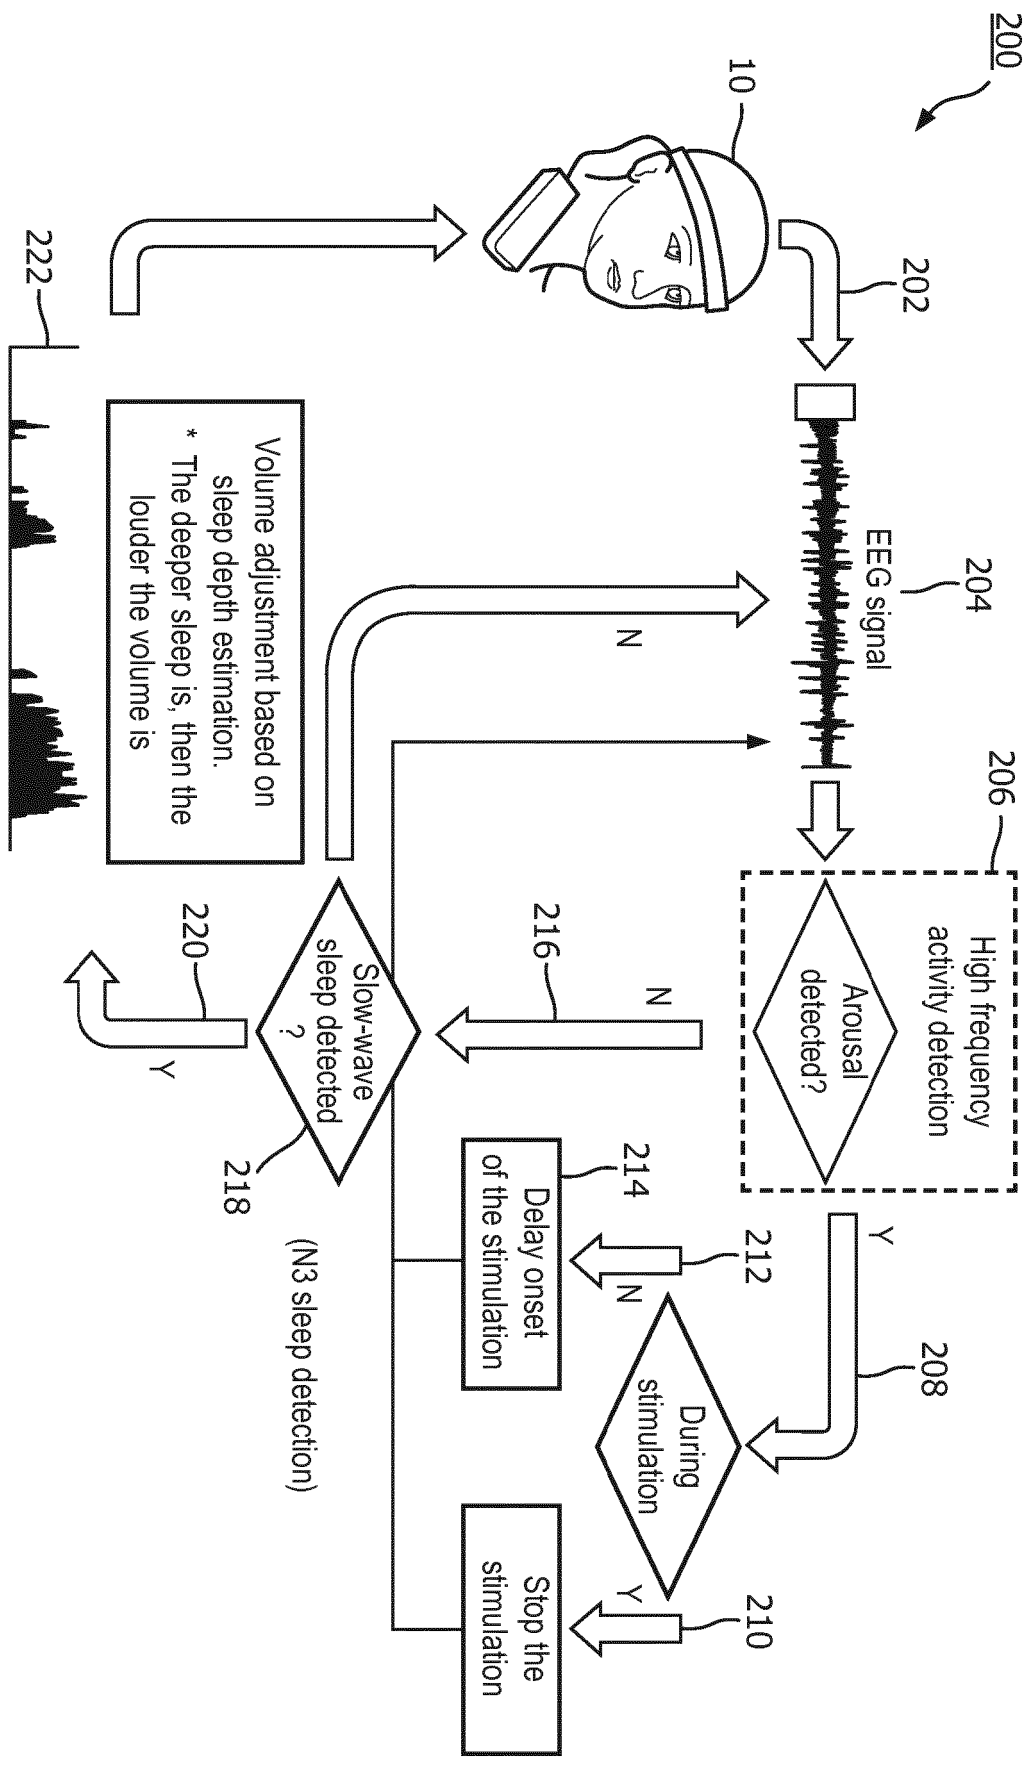 200
10
202
204
EEG signal
206
High frequency
activity detection
Arousal
detected?
Y
208
N
216
During
stimulation
212
N
214
Delay onset
of the stimulation
Y
210
Stop the
stimulation
N
Slow-wave
sleep detected
?
218
(N3 sleep detection)
Y
220
Volume adjustment based on
sleep depth estimation.
* The deeper sleep is, then the
louder the volume is
222